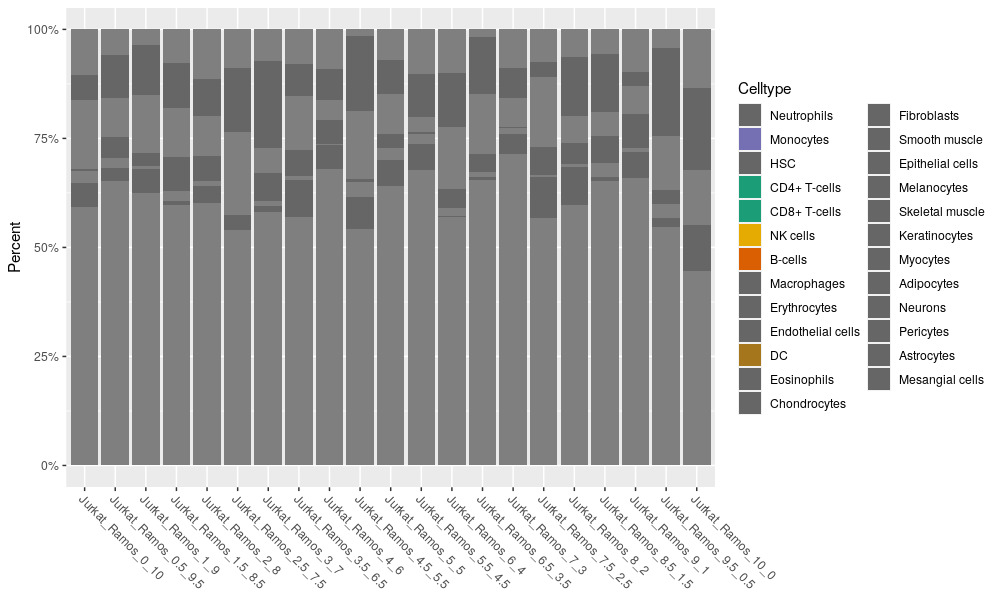 100%
75%
50%
25%
0%
Percent
Jurkat_Ramos_0_10
Jurkat_Ramos_0.5_9.5
Jurkat_Ramos_1_9
Jurkat_Ramos_1.5_8.5
Jurkat_Ramos_2_8
Jurkat_Ramos_2.5_7.5
Jurkat_Ramos_3_7
Jurkat_Ramos_3.5_6.5
Jurkat_Ramos_4_6
Jurkat_Ramos_4.5_5.5
Jurkat_Ramos_5_5
Jurkat_Ramos_5.5_4.5
Jurkat_Ramos_6_4
Jurkat_Ramos_6.5_3.5
Jurkat_Ramos_7_3
Jurkat_Ramos_7.5_2.5
Jurkat_Ramos_8_2
Jurkat_Ramos_8.5_1.5
Jurkat_Ramos_9_1
Jurkat_Ramos_9.5_0.5
Jurkat_Ramos_10_0
Celltype
Neutrophils
Monocytes
HSC
CD4+ T-cells
CD8+ T-cells
NK cells
B-cells
Macrophages
Erythrocytes
Endothelial cells
DC
Eosinophils
Chondrocytes
Fibroblasts
Smooth muscle
Epithelial cells
Melanocytes
Skeletal muscle
Keratinocytes
Myocytes
Adipocytes
Neurons
Pericytes
Astrocytes
Mesangial cells